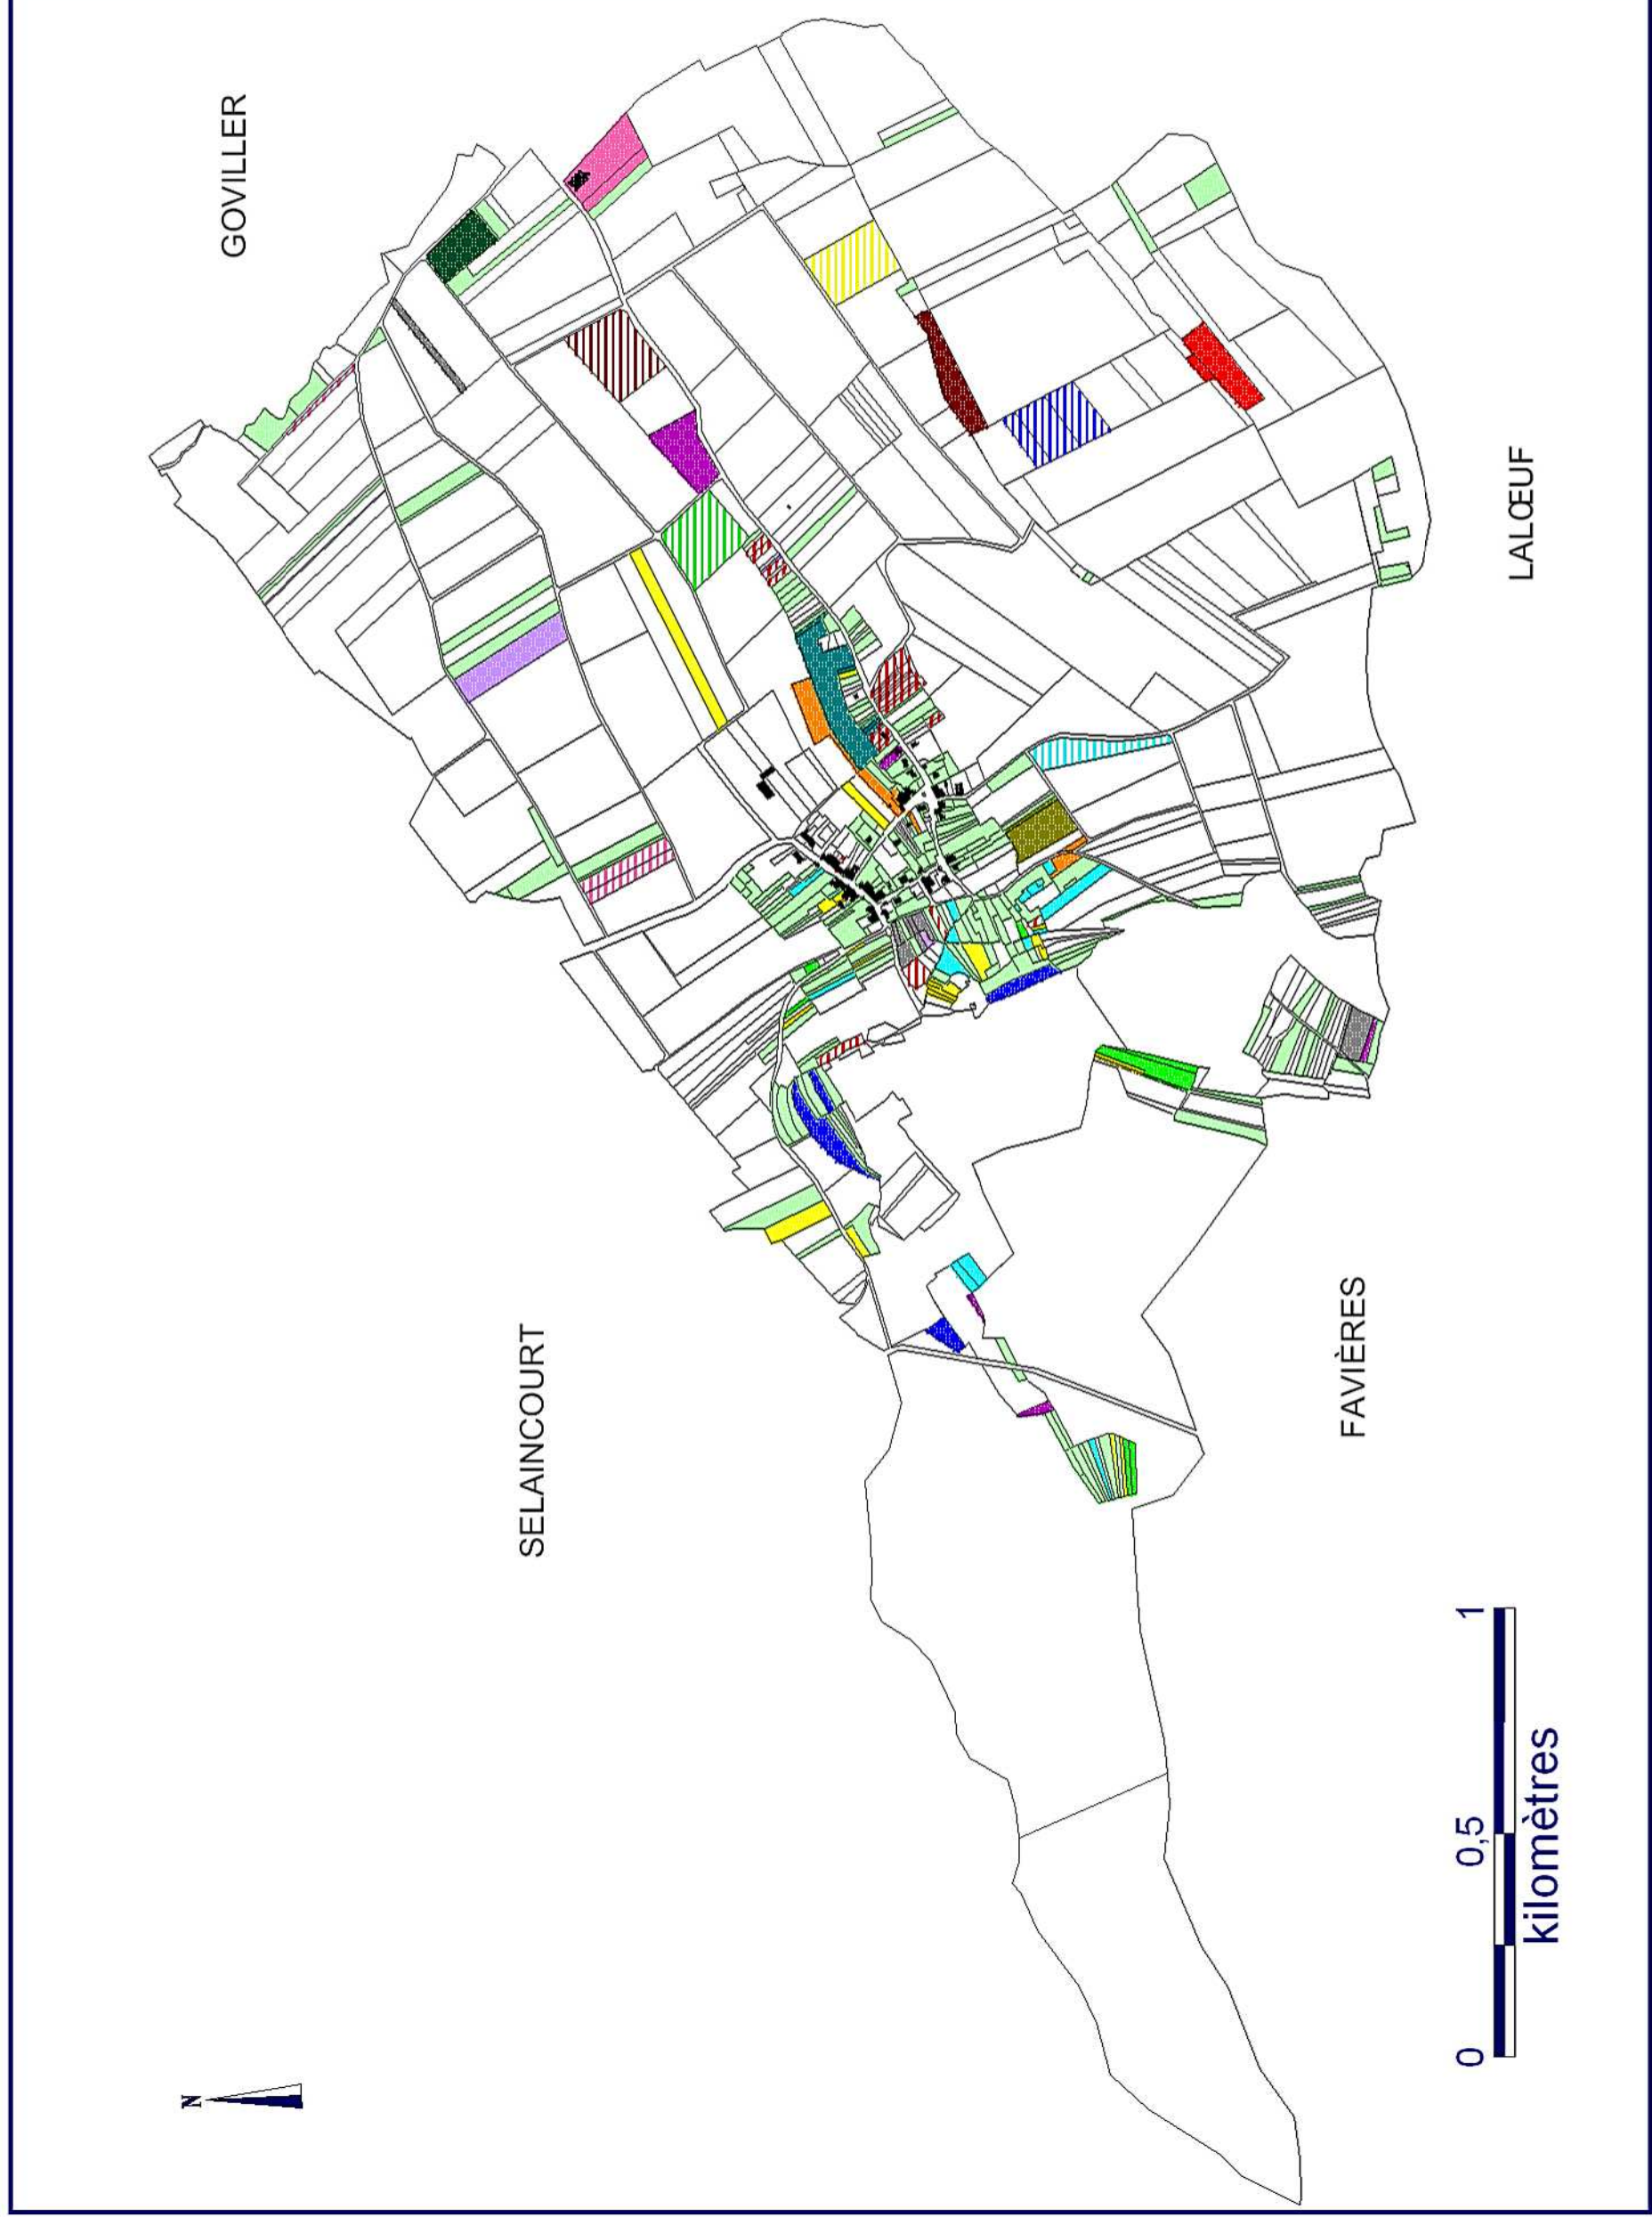 N
SELAINCOURT
GOVILLER
FAVIÈRES
LALŒUF
0 0,5 1
kilomètres